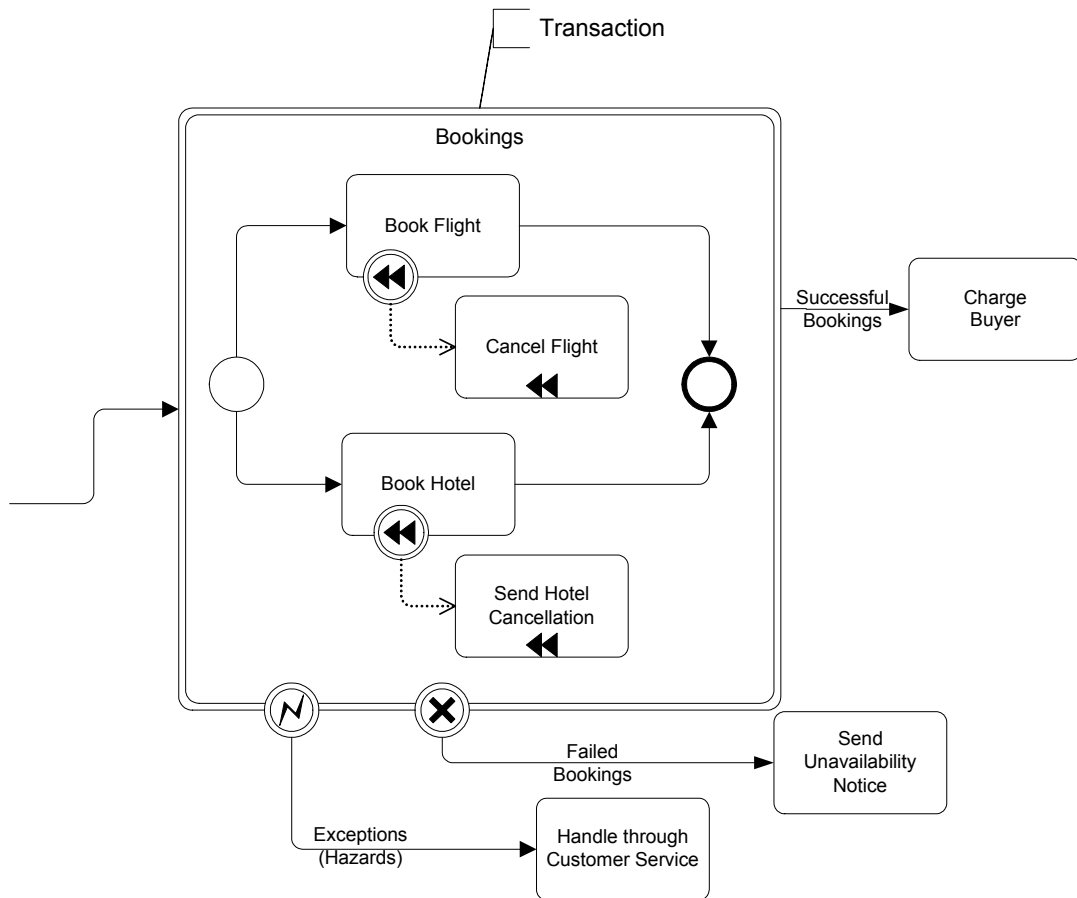 Transaction
Bookings
Book Flight
Cancel Flight
Successful
Bookings
Charge
Buyer
Book Hotel
Send Hotel
Cancellation
Failed
Bookings
Send
Unavailability
Notice
Exceptions
(Hazards)
Handle through
Customer Service